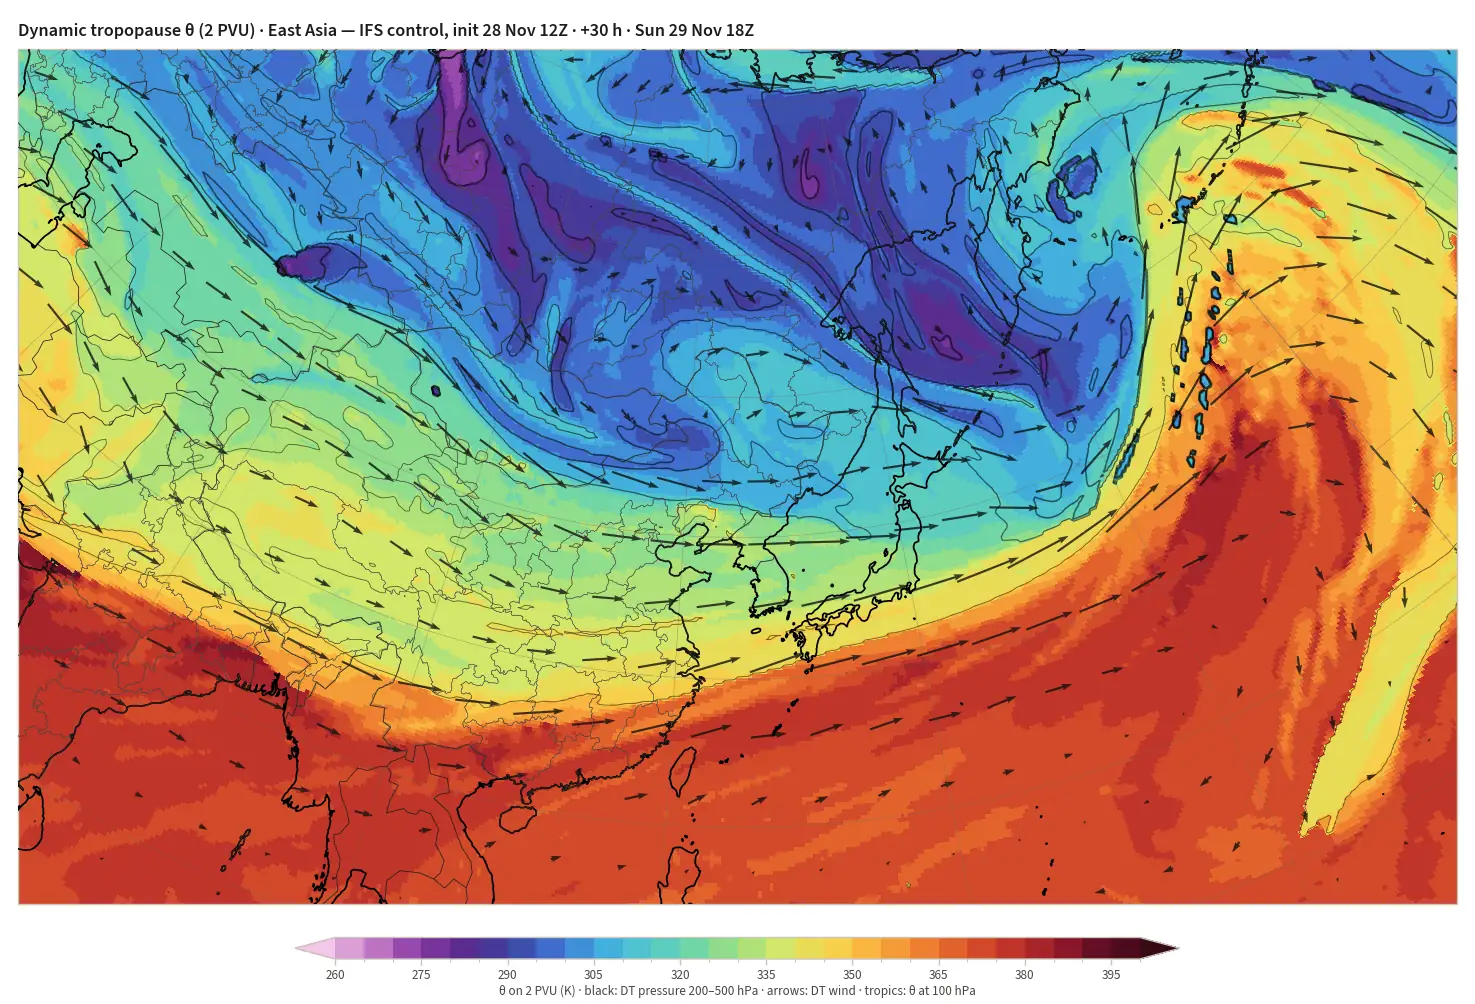 Dynamic tropopause θ (2 PVU) · East Asia — IFS control, init 28 Nov 12Z · +30 h · Sun 29 Nov 18Z
260 275 290 305 320 335 350 365 380 395
θ on 2 PVU (K) · black: DT pressure 200–500 hPa · arrows: DT wind · tropics: θ at 100 hPa